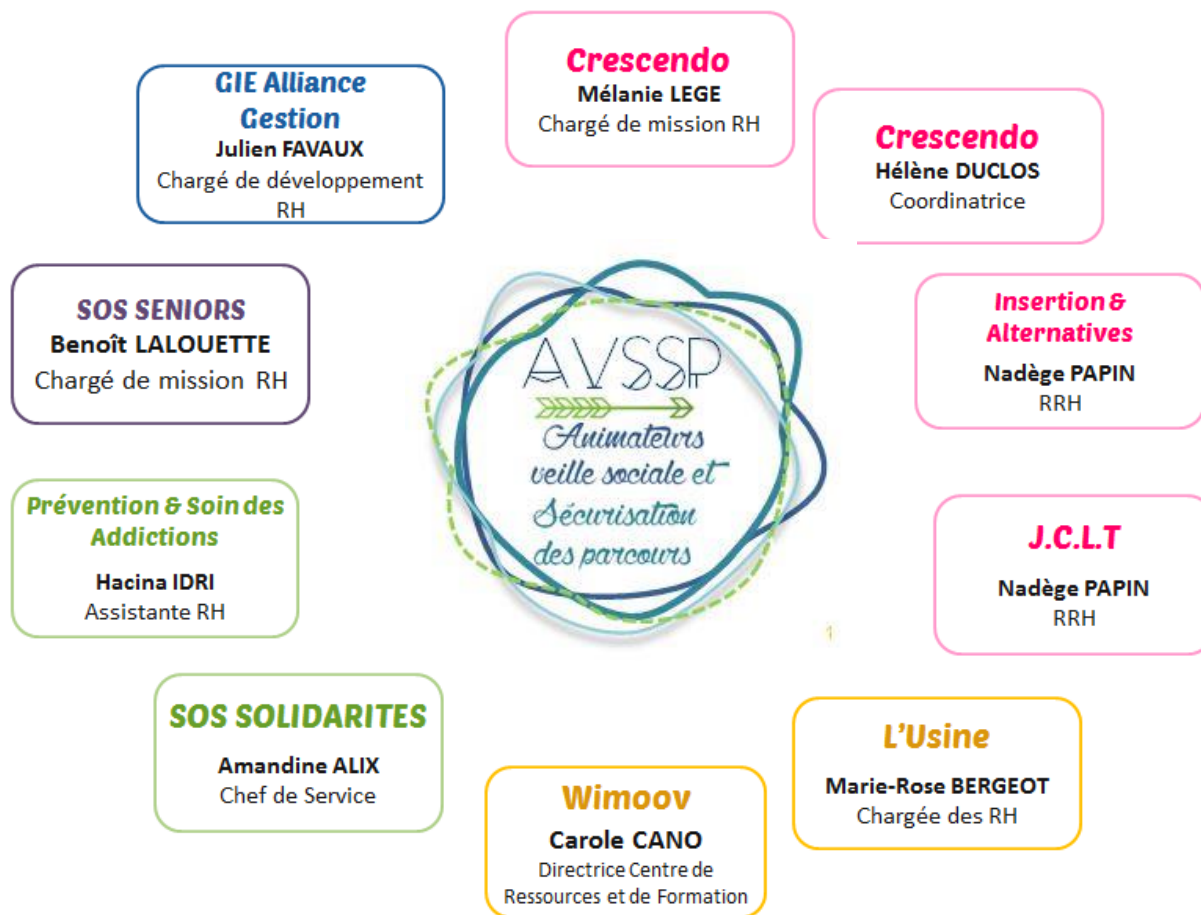 Crescendo
Mélanie LEGE
Chargé de mission RH
GIE Alliance
Gestion
Julien FAVAUX
Chargé de développement
RH
Crescendo
Hélène DUCLOS
Coordinatrice
SOS SENIORS
Benoît LALOUETTE
Chargé de mission RH
Insertion &
Alternatives
Nadège PAPIN
RRH
AVSSP
Animateurs
veille sociale et
Sécurisation
des parcours
Prévention & Soin des
Addictions
Hacina IDRI
Assistante RH
J.C.L.T
Nadège PAPIN
RRH
1
SOS SOLIDARITES
Amandine ALIX
Chef de Service
L'Usine
Marie-Rose BERGEOT
Chargée des RH
Wimoov
Carole CANO
Directrice Centre de
Ressources et de Formation